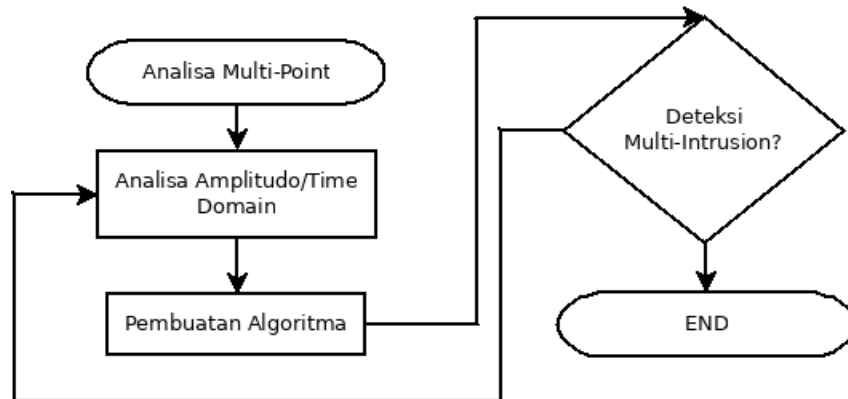 Analisa Multi-Point
Analisa Amplitudo/Time
Domain
Pembuatan Algoritma
Deteksi
Multi-Intrusion?
END